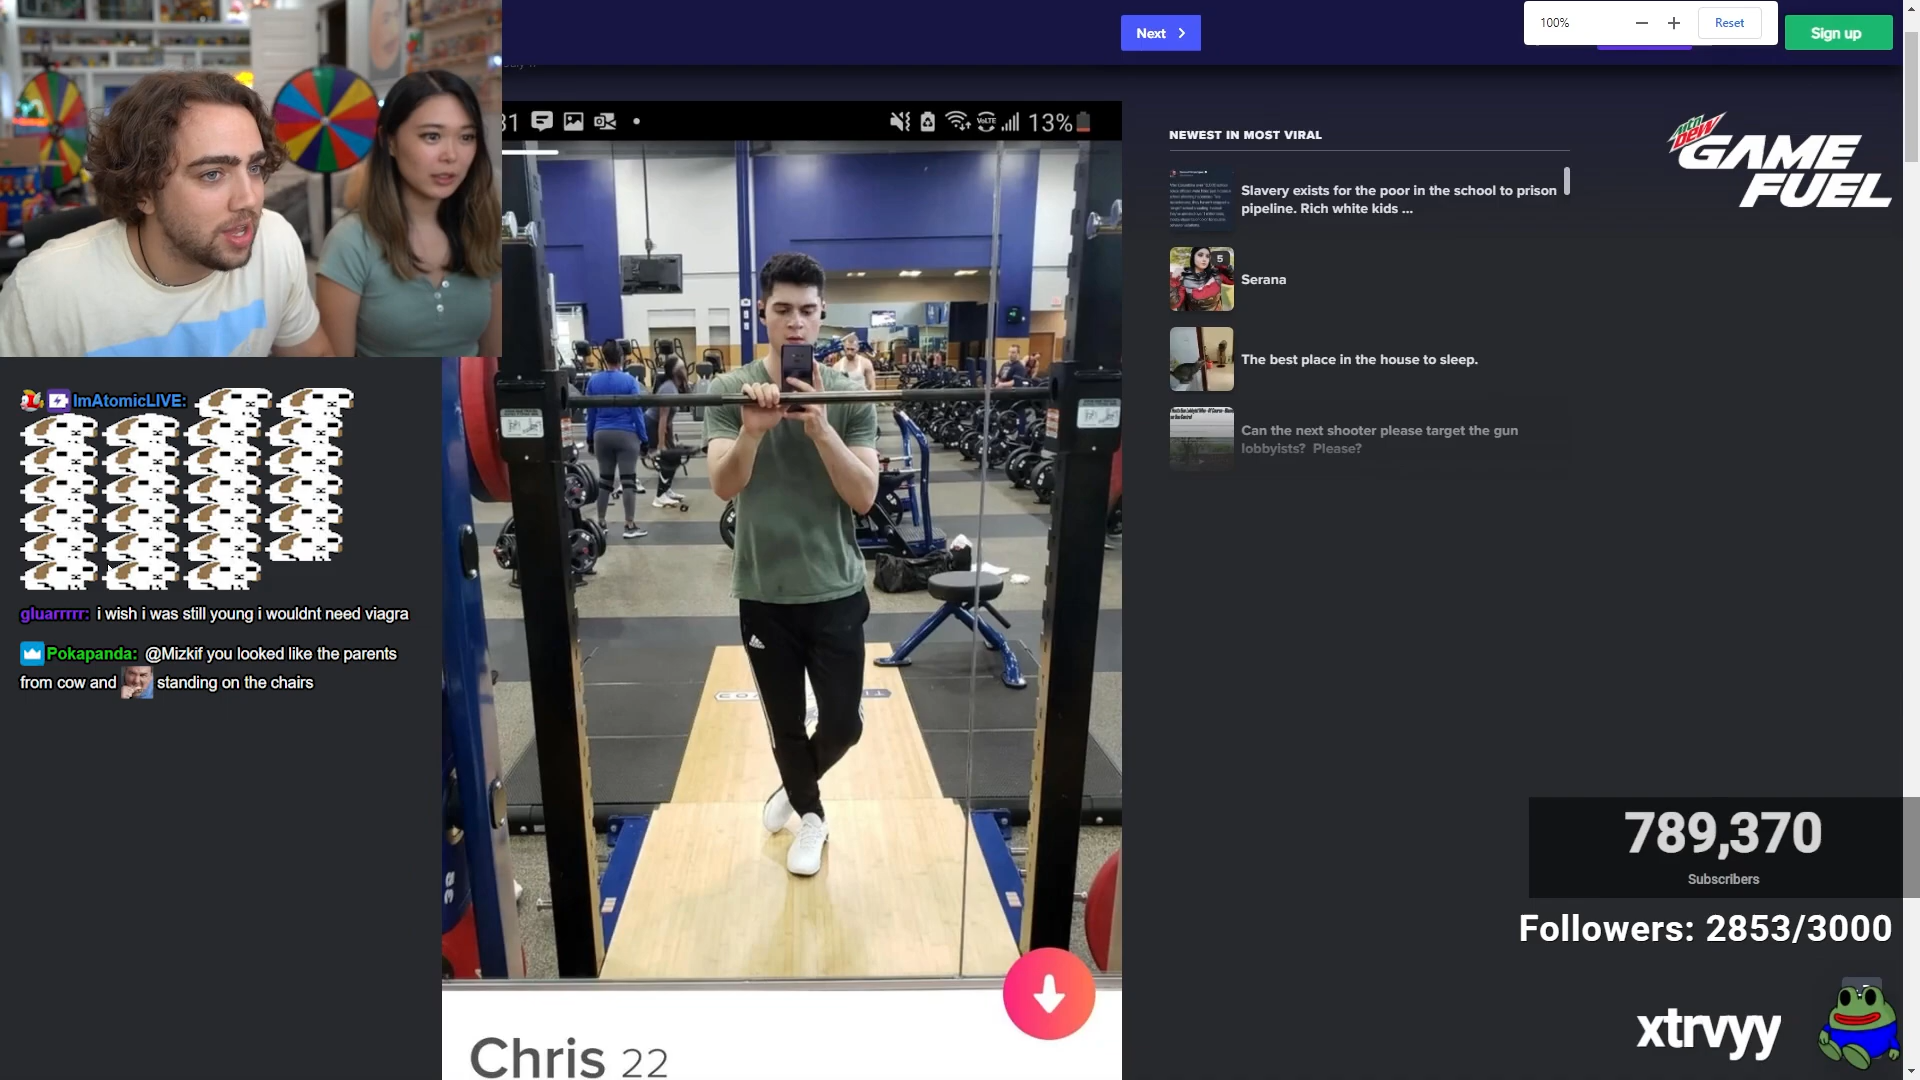 Next
100%
Reset
Sign up
31
13%
NEWEST IN MOST VIRAL
Slavery exists for the poor in the school to prison
pipeline. Rich white kids ...
Serana
5
The best place in the house to sleep.
Can the next shooter please target the gun
lobbyists? Please?
mtn
DEW
GAME
FUEL
ImAtomicLIVE:
gluarrrrr: i wish i was still young i wouldnt need viagra
Pokapanda: @Mizkif you looked like the parents
from cow and standing on the chairs
Chris 22
789,370
Subscribers
Followers: 2853/3000
xtrvyy